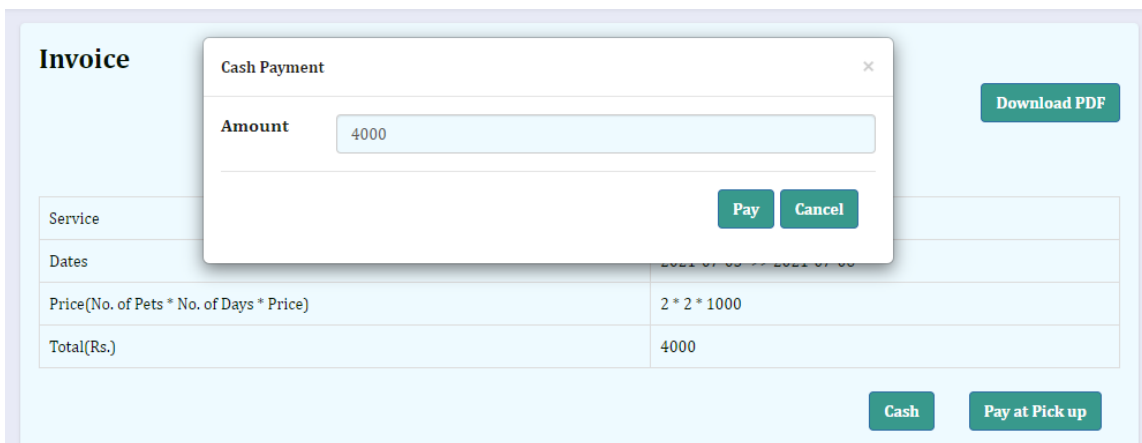 Invoice
Cash Payment ×
Download PDF
Amount 4000
Pay Cancel
Service
Dates
Price(No. of Pets * No. of Days * Price) 2 * 2 * 1000
Total(Rs.) 4000
Cash Pay at Pick up